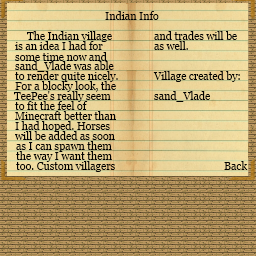 Indian Info
The Indian village
is an idea I had for
some time now and
sand_Vlade was able
to render quite nicely.
For a blocky look, the
TeePee's really seem
to fit the feel of
Minecraft better than
I had hoped. Horses
will be added as soon
as I can spawn them
the way I want them
too. Custom villagers
and trades will be
as well.
Village created by:
sand_Vlade
Back